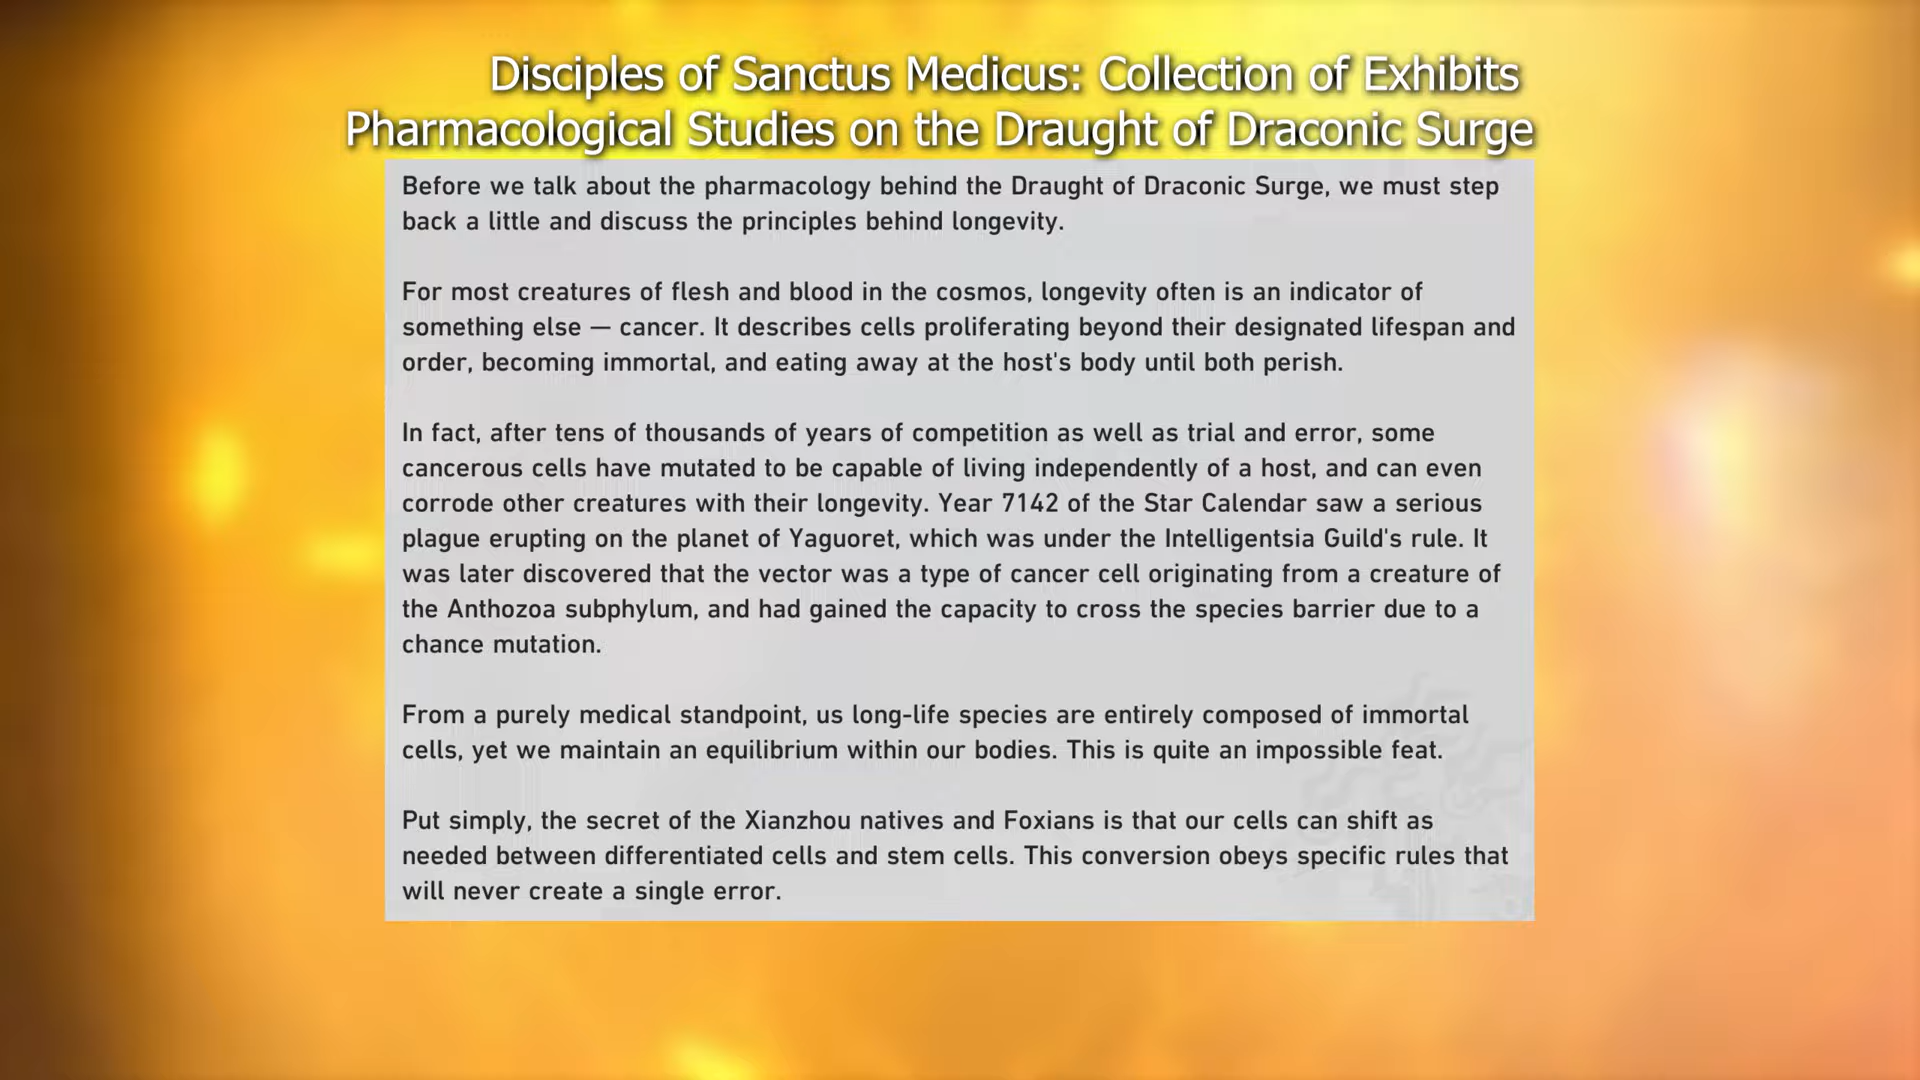 Disciples of Sanctus Medicus: Collection of Exhibits
Pharmacological Studies on the Draught of Draconic Surge
Before we talk about the pharmacology behind the Draught of Draconic Surge, we must step
back a little and discuss the principles behind longevity.
For most creatures of flesh and blood in the cosmos, longevity often is an indicator of
something else — cancer. It describes cells proliferating beyond their designated lifespan and
order, becoming immortal, and eating away at the host's body until both perish.
In fact, after tens of thousands of years of competition as well as trial and error, some
cancerous cells have mutated to be capable of living independently of a host, and can even
corrode other creatures with their longevity. Year 7142 of the Star Calendar saw a serious
plague erupting on the planet of Yaguoret, which was under the Intelligentsia Guild's rule. It
was later discovered that the vector was a type of cancer cell originating from a creature of
the Anthozoa subphylum, and had gained the capacity to cross the species barrier due to a
chance mutation.
From a purely medical standpoint, us long-life species are entirely composed of immortal
cells, yet we maintain an equilibrium within our bodies. This is quite an impossible feat.
Put simply, the secret of the Xianzhou natives and Foxians is that our cells can shift as
needed between differentiated cells and stem cells. This conversion obeys specific rules that
will never create a single error.